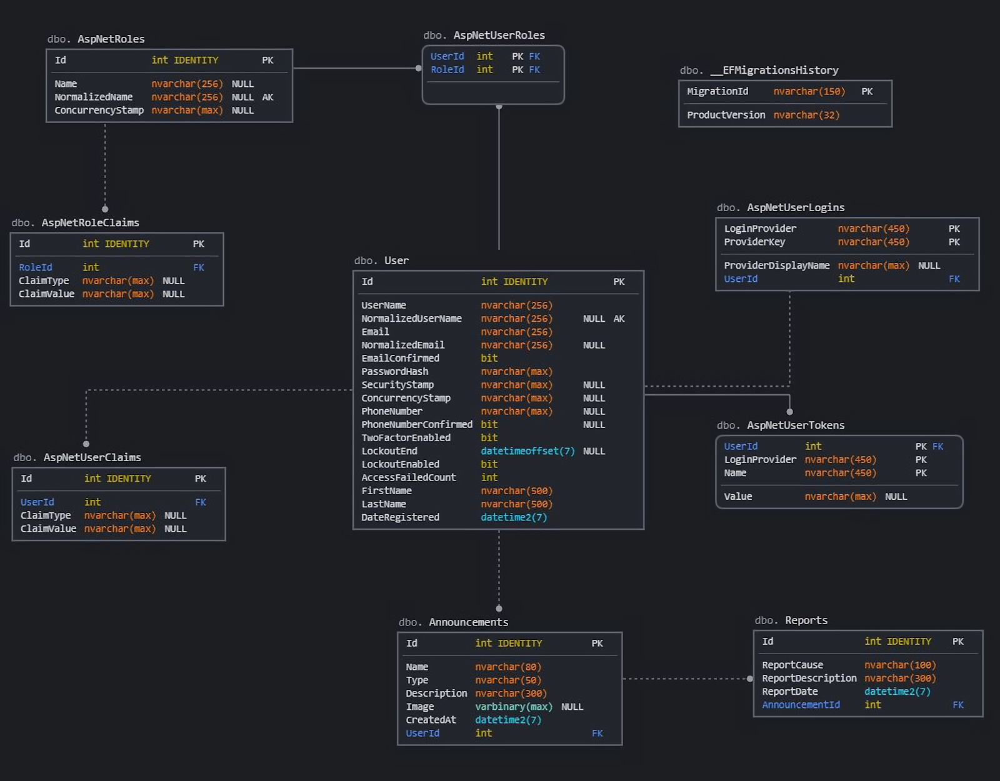 dbo. AspNetRoles
Id int IDENTITY PK
Name nvarchar(256) NULL
NormalizedName nvarchar(256) NULL AK
ConcurrencyStamp nvarchar(max) NULL
dbo. AspNetUserRoles
UserId int PK FK
RoleId int PK FK
dbo. __EFMigrationsHistory
MigrationId nvarchar(150) PK
ProductVersion nvarchar(32)
dbo. AspNetRoleClaims
Id int IDENTITY PK
RoleId int FK
ClaimType nvarchar(max) NULL
ClaimValue nvarchar(max) NULL
dbo. AspNetUserLogins
LoginProvider nvarchar(450) PK
ProviderKey nvarchar(450) PK
ProviderDisplayName nvarchar(max) NULL
UserId int FK
dbo. User
Id int IDENTITY PK
UserName nvarchar(256)
NormalizedUserName nvarchar(256) NULL AK
Email nvarchar(256)
NormalizedEmail nvarchar(256) NULL
EmailConfirmed bit
PasswordHash nvarchar(max)
SecurityStamp nvarchar(max) NULL
ConcurrencyStamp nvarchar(max) NULL
PhoneNumber nvarchar(max) NULL
PhoneNumberConfirmed bit NULL
TwoFactorEnabled bit
LockoutEnd datetimeoffset(7) NULL
LockoutEnabled bit
AccessFailedCount int
FirstName nvarchar(500)
LastName nvarchar(500)
DateRegistered datetime2(7)
dbo. AspNetUserTokens
UserId int PK FK
LoginProvider nvarchar(450) PK
Name nvarchar(450) PK
Value nvarchar(max) NULL
dbo. AspNetUserClaims
Id int IDENTITY PK
UserId int FK
ClaimType nvarchar(max) NULL
ClaimValue nvarchar(max) NULL
dbo. Announcements
Id int IDENTITY PK
Name nvarchar(80)
Type nvarchar(50)
Description nvarchar(300)
Image varbinary(max) NULL
CreatedAt datetime2(7)
UserId int FK
dbo. Reports
Id int IDENTITY PK
ReportCause nvarchar(100)
ReportDescription nvarchar(300)
ReportDate datetime2(7)
AnnouncementId int FK